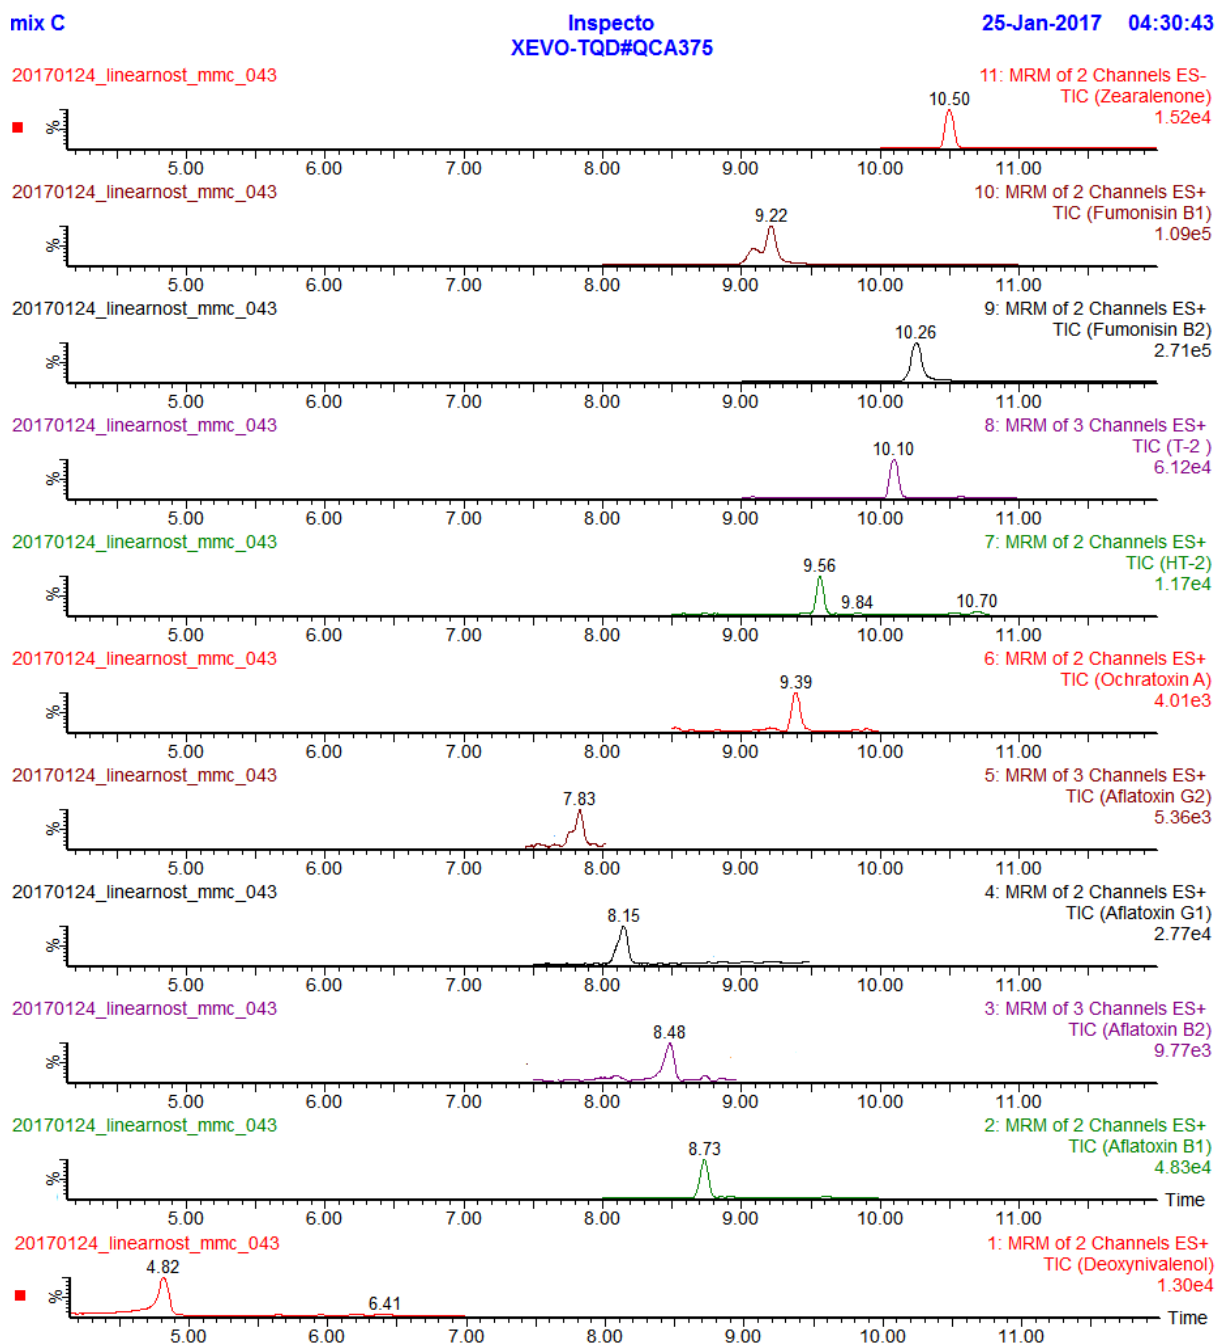 mix C Inspecto 25-Jan-2017 04:30:43
XEVO-TQD#QCA375
20170124_linearnost_mmc_043 11: MRM of 2 Channels ES-
TIC (Zearalenone)
1.52e4
10.50
%
5.00 6.00 7.00 8.00 9.00 10.00 11.00
20170124_linearnost_mmc_043 10: MRM of 2 Channels ES+
TIC (Fumonisin B1)
1.09e5
9.22
%
5.00 6.00 7.00 8.00 9.00 10.00 11.00
20170124_linearnost_mmc_043 9: MRM of 2 Channels ES+
TIC (Fumonisin B2)
2.71e5
10.26
%
5.00 6.00 7.00 8.00 9.00 10.00 11.00
20170124_linearnost_mmc_043 8: MRM of 3 Channels ES+
TIC (T-2 )
6.12e4
10.10
%
5.00 6.00 7.00 8.00 9.00 10.00 11.00
20170124_linearnost_mmc_043 7: MRM of 2 Channels ES+
TIC (HT-2)
1.17e4
9.56
9.84 10.70
%
5.00 6.00 7.00 8.00 9.00 10.00 11.00
20170124_linearnost_mmc_043 6: MRM of 2 Channels ES+
TIC (Ochratoxin A)
4.01e3
9.39
%
5.00 6.00 7.00 8.00 9.00 10.00 11.00
20170124_linearnost_mmc_043 5: MRM of 3 Channels ES+
TIC (Aflatoxin G2)
5.36e3
7.83
%
5.00 6.00 7.00 8.00 9.00 10.00 11.00
20170124_linearnost_mmc_043 4: MRM of 2 Channels ES+
TIC (Aflatoxin G1)
2.77e4
8.15
%
5.00 6.00 7.00 8.00 9.00 10.00 11.00
20170124_linearnost_mmc_043 3: MRM of 3 Channels ES+
TIC (Aflatoxin B2)
9.77e3
8.48
%
5.00 6.00 7.00 8.00 9.00 10.00 11.00
20170124_linearnost_mmc_043 2: MRM of 2 Channels ES+
TIC (Aflatoxin B1)
4.83e4
8.73
%
Time
5.00 6.00 7.00 8.00 9.00 10.00 11.00
20170124_linearnost_mmc_043 1: MRM of 2 Channels ES+
TIC (Deoxynivalenol)
1.30e4
4.82
6.41
%
Time
5.00 6.00 7.00 8.00 9.00 10.00 11.00